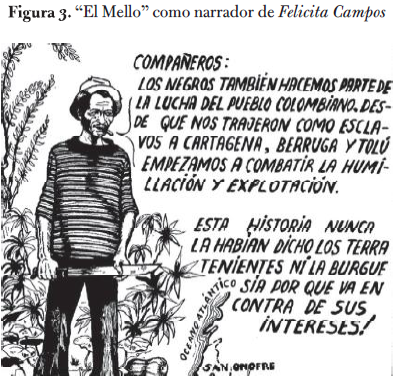 Figura 3. “El Mello” como narrador de Felicita Campos
COMPAÑEROS:
LOS NEGROS TAMBIÉN HACEMOS PARTE DE
LA LUCHA DEL PUEBLO COLOMBIANO. DES-
DE QUE NOS TRAJERON COMO ESCLA-
VOS A CARTAGENA, BERRUGA Y TOLÚ
EMPEZAMOS A COMBATIR LA HUMI-
LLACIÓN Y EXPLOTACIÓN.
ESTA HISTORIA NUNCA
LA HABÍAN DICHO LOS TERRA
TENIENTES NI LA BURGUE
SÍA POR QUE VA EN
CONTRA DE SUS
INTERESES!
OCEANO ATLÁNTICO
SAN ONOFRE